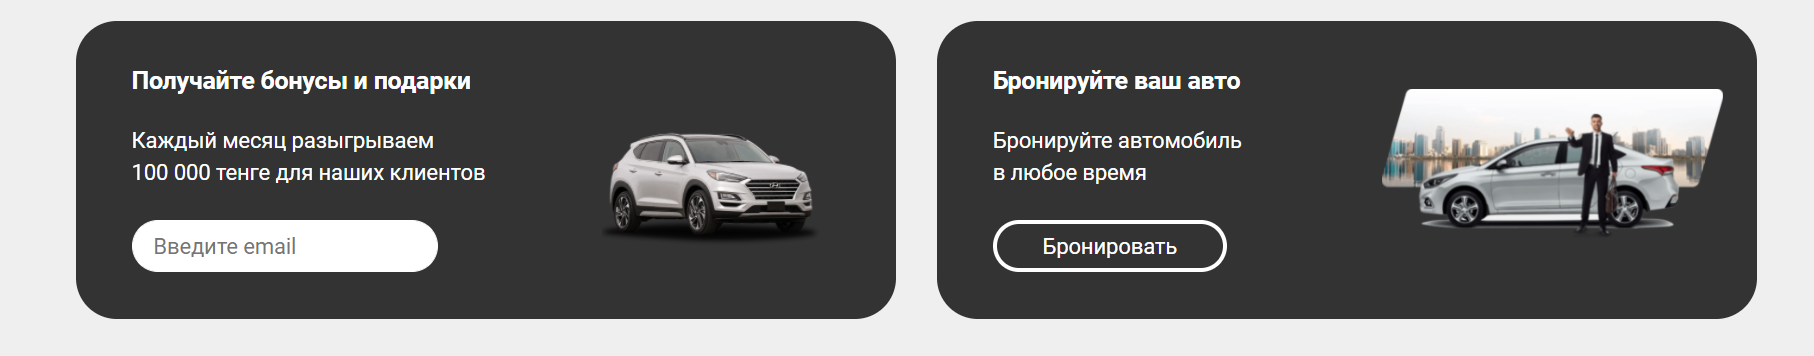 Получайте бонусы и подарки
Каждый месяц разыгрываем
100 000 тенге для наших клиентов
Введите email
Бронируйте ваш авто
Бронируйте автомобиль
в любое время
Бронировать